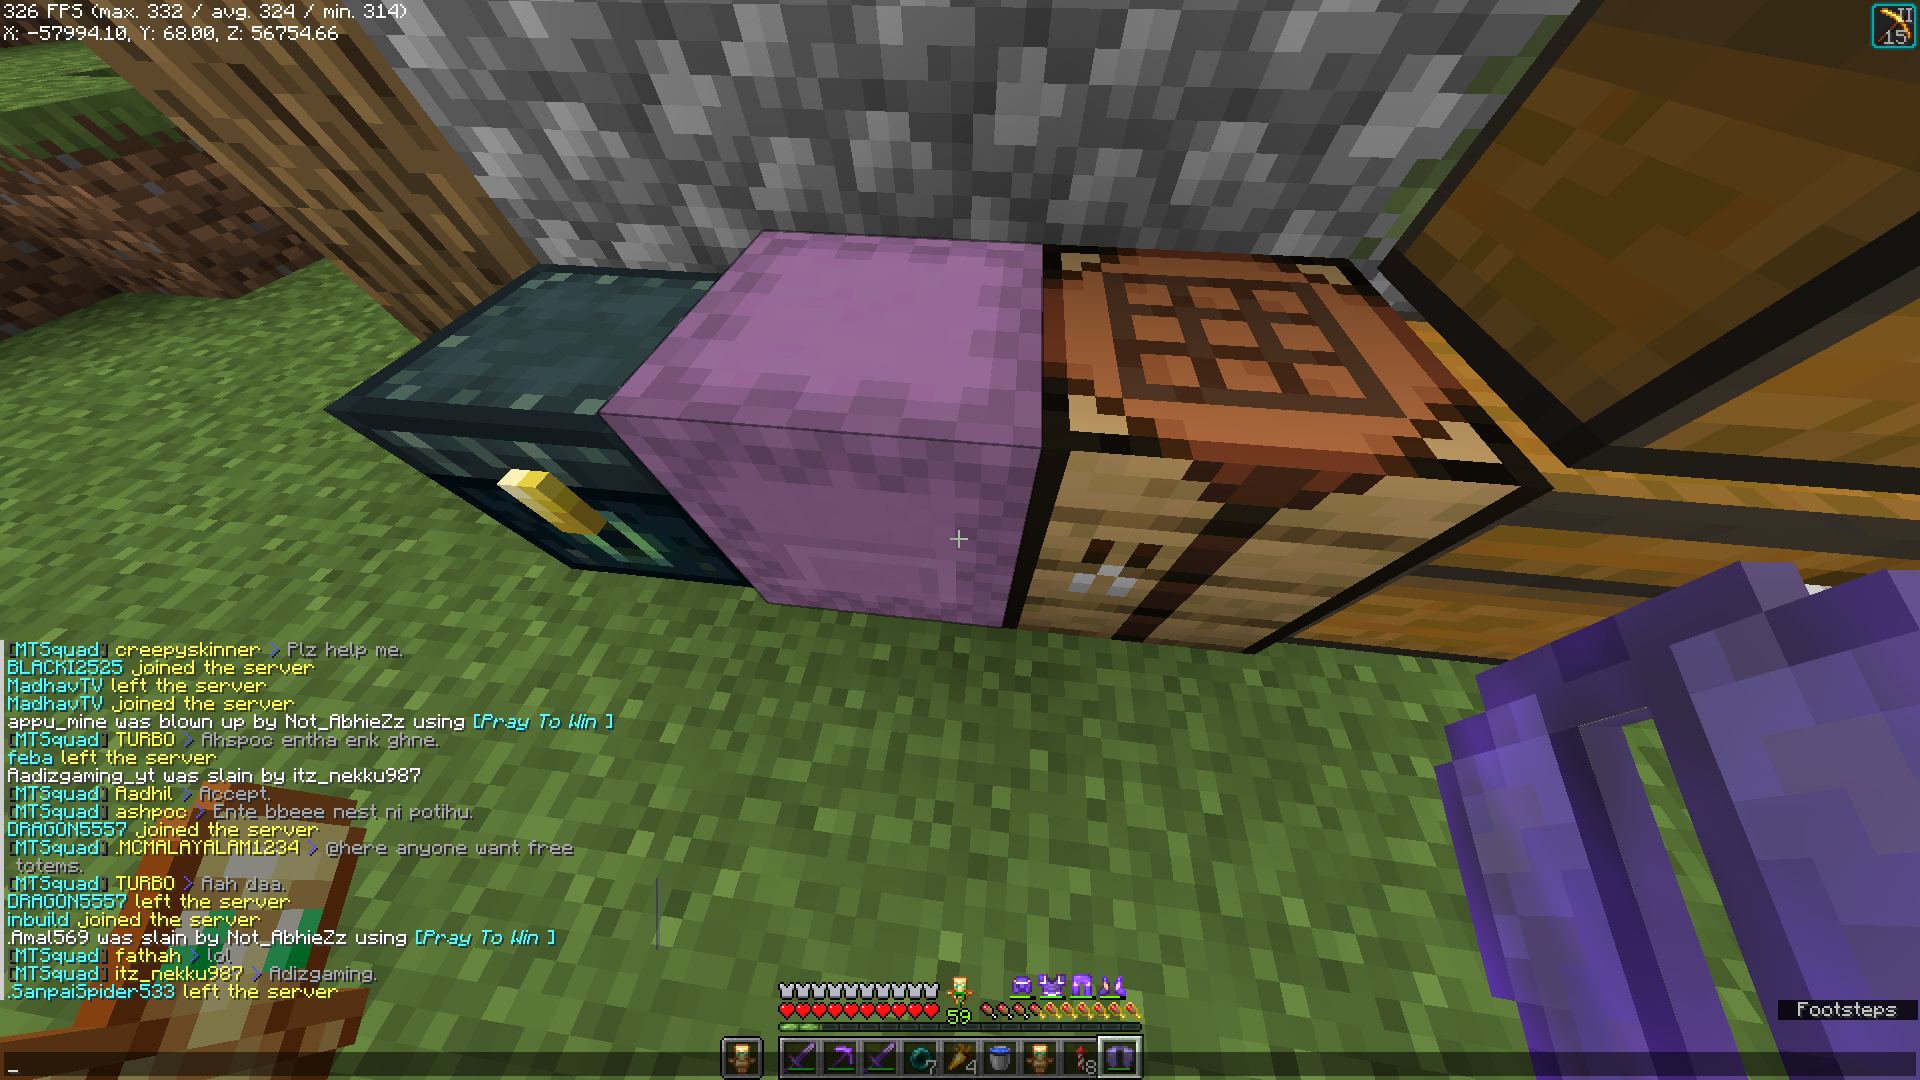 326 FPS (max. 332 / avg. 324 / min. 314)
X: -57994.10, Y: 68.00, Z: 56754.66
II
15
[MTSquad] creepyskinner > Plz help me.
BLACKI2525 joined the server
MadhavTV left the server
MadhavTV joined the server
appu_mine was blown up by Not_AbhieZz using [Pray To Win ]
[MTSquad] TURBO > Ahspoc entha enk ghne.
feba left the server
Aadizgaming_yt was slain by itz_nekku987
[MTSquad] Aadhil > Accept.
[MTSquad] ashpoc > Ente bbeee nest ni potihu.
DRAGON5557 joined the server
[MTSquad] .MCMALAYALAM1234 > @here anyone want free
totems.
[MTSquad] TURBO > Aah daa.
DRAGON5557 left the server
inbuild joined the server
.Amal569 was slain by Not_AbhieZz using [Pray To Win ]
[MTSquad] fathah > lol
[MTSquad] itz_nekku987 > Adizgaming.
.SanpaiSpider533 left the server
Footsteps
59
7
4
8
_